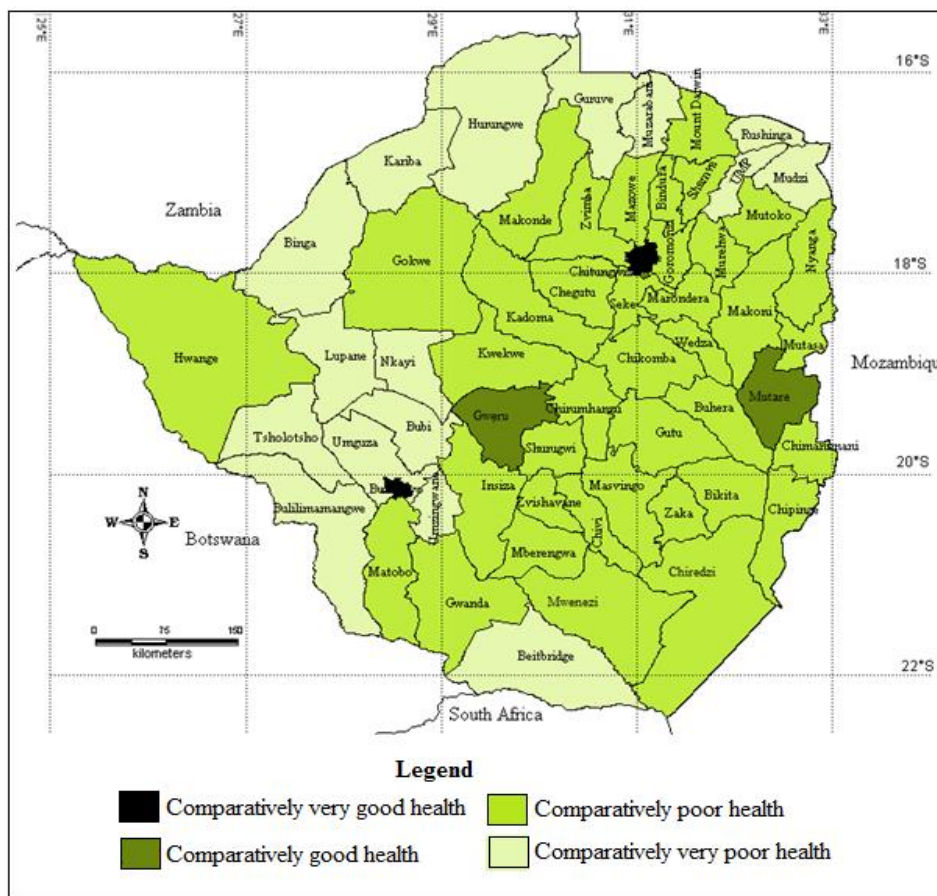 25°E
27°E
29°E
31°E
33°E
16°S
Guruve
Muzarabani
Mount Darwin
Hurungwe
Rushinga
Kariba
UMP
Mudzi
Zambia
Makonde
Zvimba
Mazowe
Bindura
Shamva
Mutoko
Binga
Gokwe
Goromonzi
Murehwa
Nyanga
18°S
Chitungwi
Chegutu
Seke
Marondera
Makoni
Kadoma
Hwange
Lupane
Nkayi
Kwekwe
Chikomba
Wedza
Mutasa
Mozambiqu
Gweru
Chirumhanzu
Buhera
Mutare
Tsholotsho
Umguza
Bubi
Shurugwi
Gutu
Chimanimani
20°S
N
W E
S
Bulilimamangwe
Umzingwane
Insiza
Zvishavane
Masvingo
Bikita
Zaka
Chipinge
Botswana
Chivi
Matobo
Mberengwa
Chiredzi
Gwanda
Mwenezi
0 75 150
kilometers
Beitbridge
22°S
South Africa
Legend
Comparatively very good health
Comparatively poor health
Comparatively good health
Comparatively very poor health